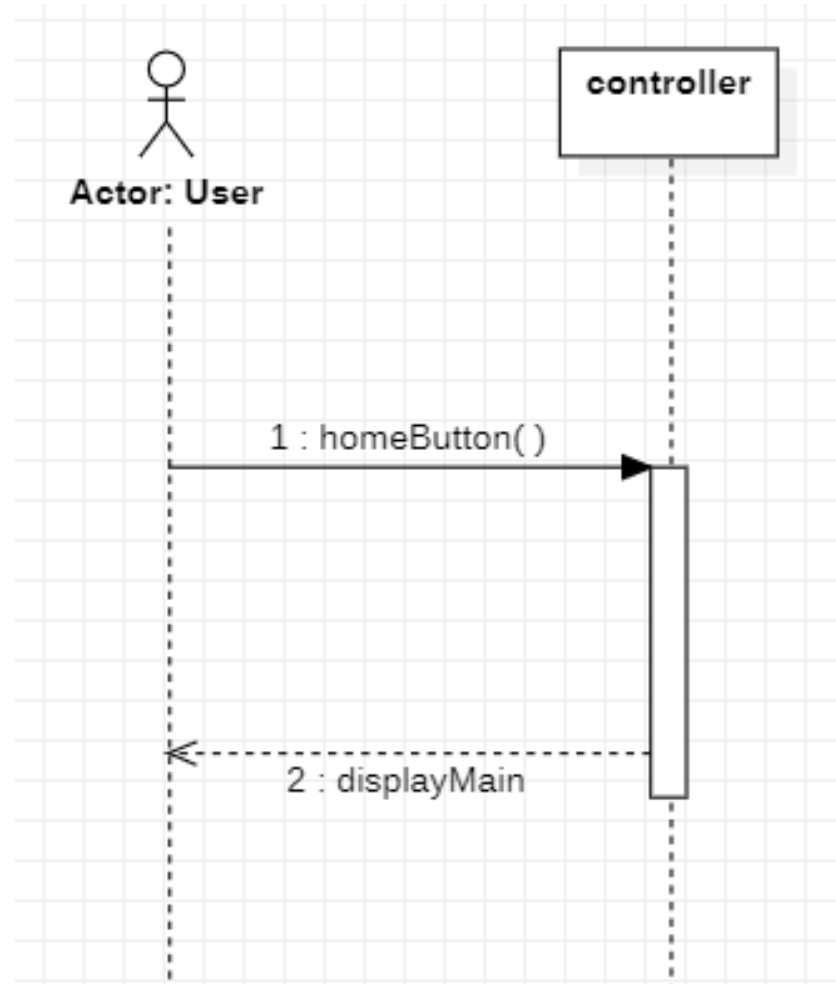 controller
Actor: User
1 : homeButton( )
2 : displayMain